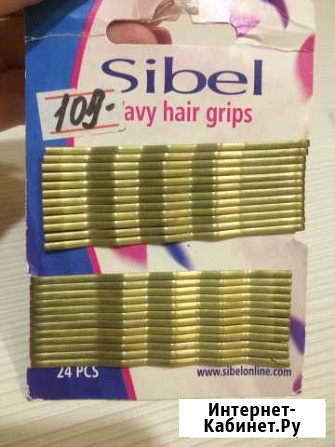 Sibel
109-
avy hair grips
24 PCS
www.sibelonline.com
Интернет-
Кабинет.Ру